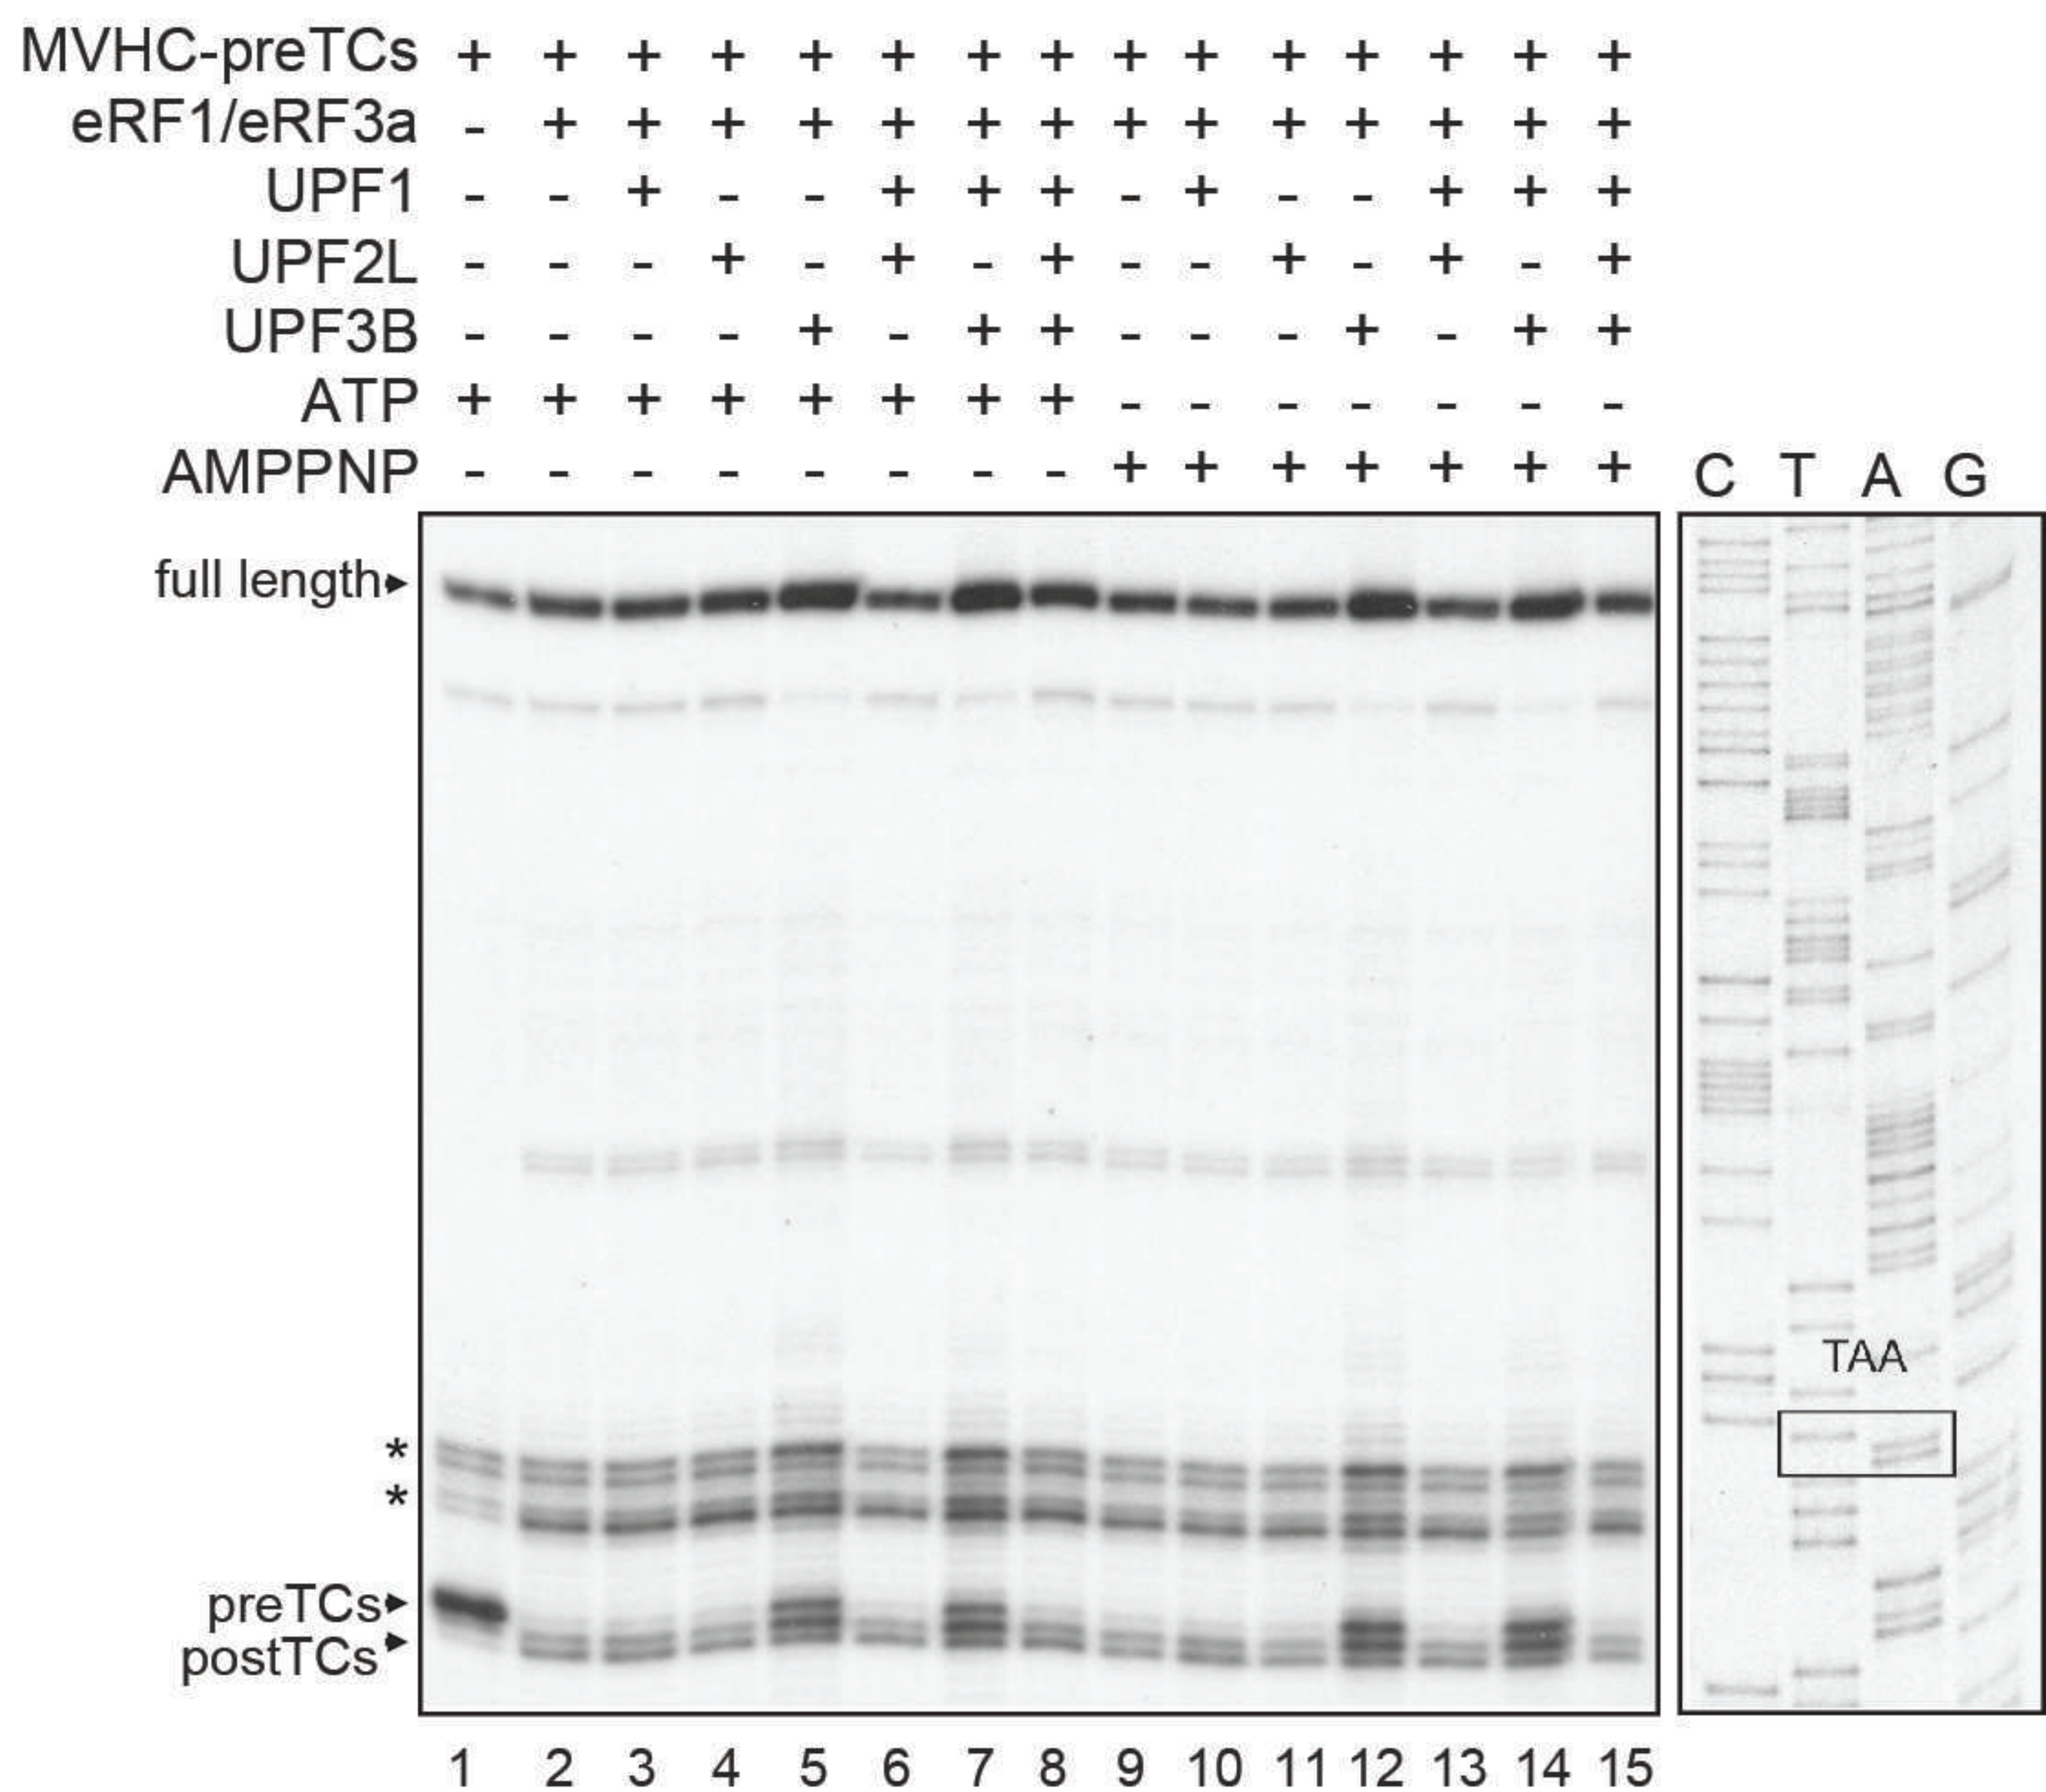 MVHC-preTCs + + + + + + + + + + + + + + +
eRF1/eRF3a - + + + + + + + + + + + + + +
UPF1 - - + - - + + + - + - - + + +
UPF2L - - - + - + - + - - + - + - +
UPF3B - - - - + - + + - - - + - + +
ATP + + + + + + + + - - - - - - -
AMPPNP - - - - - - - - + + + + + + +
C T A G
full length
TAA
*
*
preTCs
postTCs
1 2 3 4 5 6 7 8 9 10 11 12 13 14 15